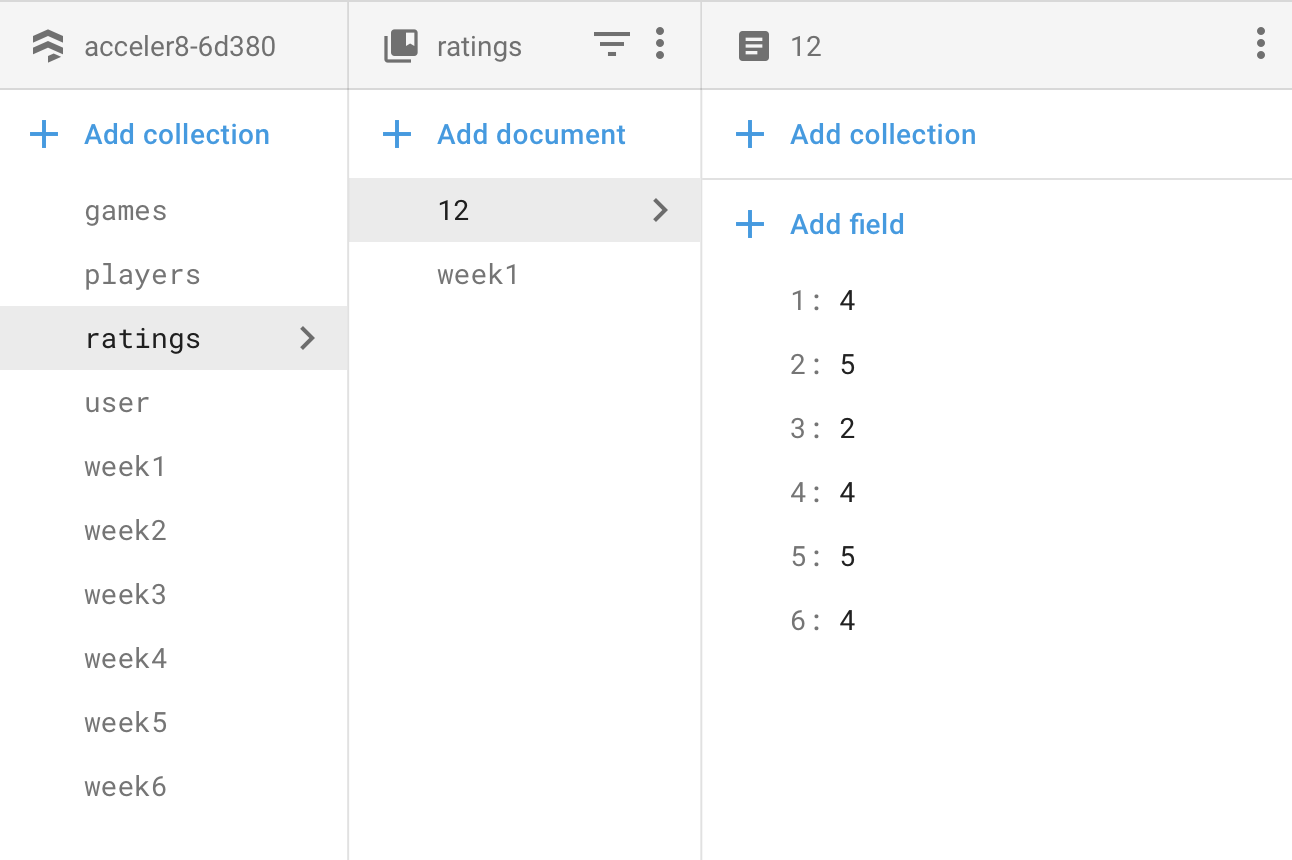 acceler8-6d380
Add collection
games
players
ratings
user
week1
week2
week3
week4
week5
week6
ratings
Add document
12
week1
12
Add collection
Add field
1: 4
2: 5
3: 2
4: 4
5: 5
6: 4